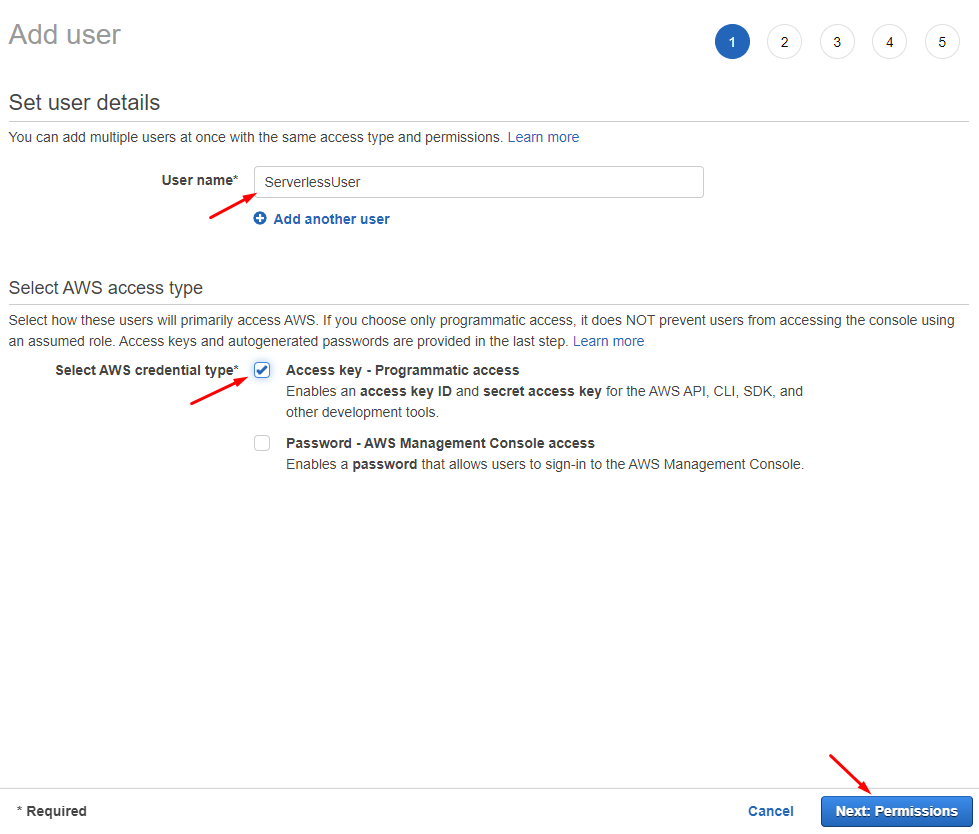 Add user
1 2 3 4 5
Set user details
You can add multiple users at once with the same access type and permissions. Learn more
User name* ServerlessUser
Add another user
Select AWS access type
Select how these users will primarily access AWS. If you choose only programmatic access, it does NOT prevent users from accessing the console using
an assumed role. Access keys and autogenerated passwords are provided in the last step. Learn more
Select AWS credential type* Access key - Programmatic access
Enables an access key ID and secret access key for the AWS API, CLI, SDK, and
other development tools.
Password - AWS Management Console access
Enables a password that allows users to sign-in to the AWS Management Console.
* Required Cancel Next: Permissions